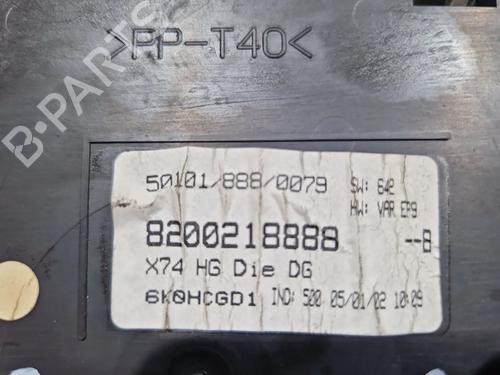 >PP-T40<
50101/888/0079
SW: 642
HW: VAR EP9
8200218888 --B
X74 HG Die DG
6K0HCGD1 IND: 500 05/01/02 10:09
B-PARTS